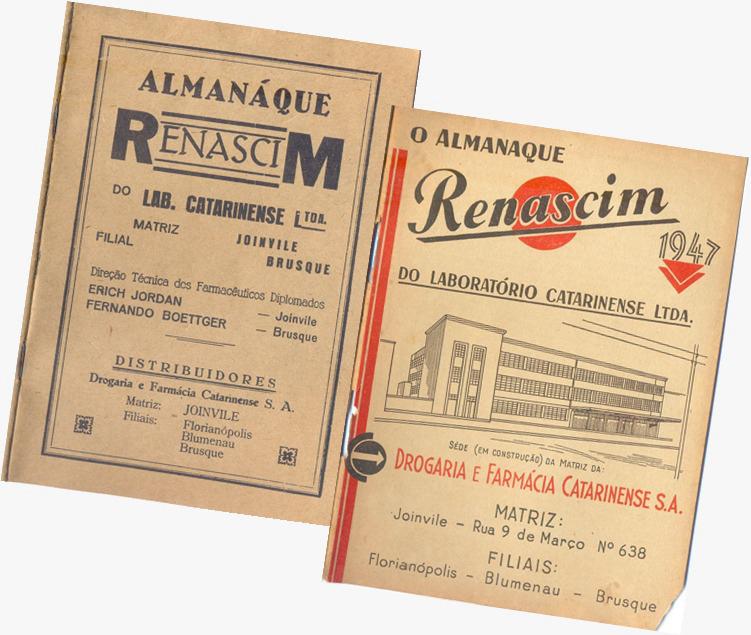 ALMANÁQUE
RENASCIM
DO LAB. CATARINENSE LTDA.
MATRIZ JOINVILE
FILIAL BRUSQUE
Direção Técnica dos Farmacêuticos Diplomados
ERICH JORDAN — Joinvile
FERNANDO BOETTGER — Brusque
DISTRIBUIDORES
Drogaria e Farmácia Catarinense S. A.
Matriz: JOINVILE
Filiais: Florianópolis
Blumenau
Brusque
O ALMANAQUE
Renascim
1947
DO LABORATÓRIO CATARINENSE LTDA.
SÉDE (EM CONSTRUÇÃO) DA MATRIZ DA:
DROGARIA E FARMÁCIA CATARINENSE S.A.
MATRIZ:
Joinvile — Rua 9 de Março Nº 638
FILIAIS:
Florianópolis — Blumenau — Brusque